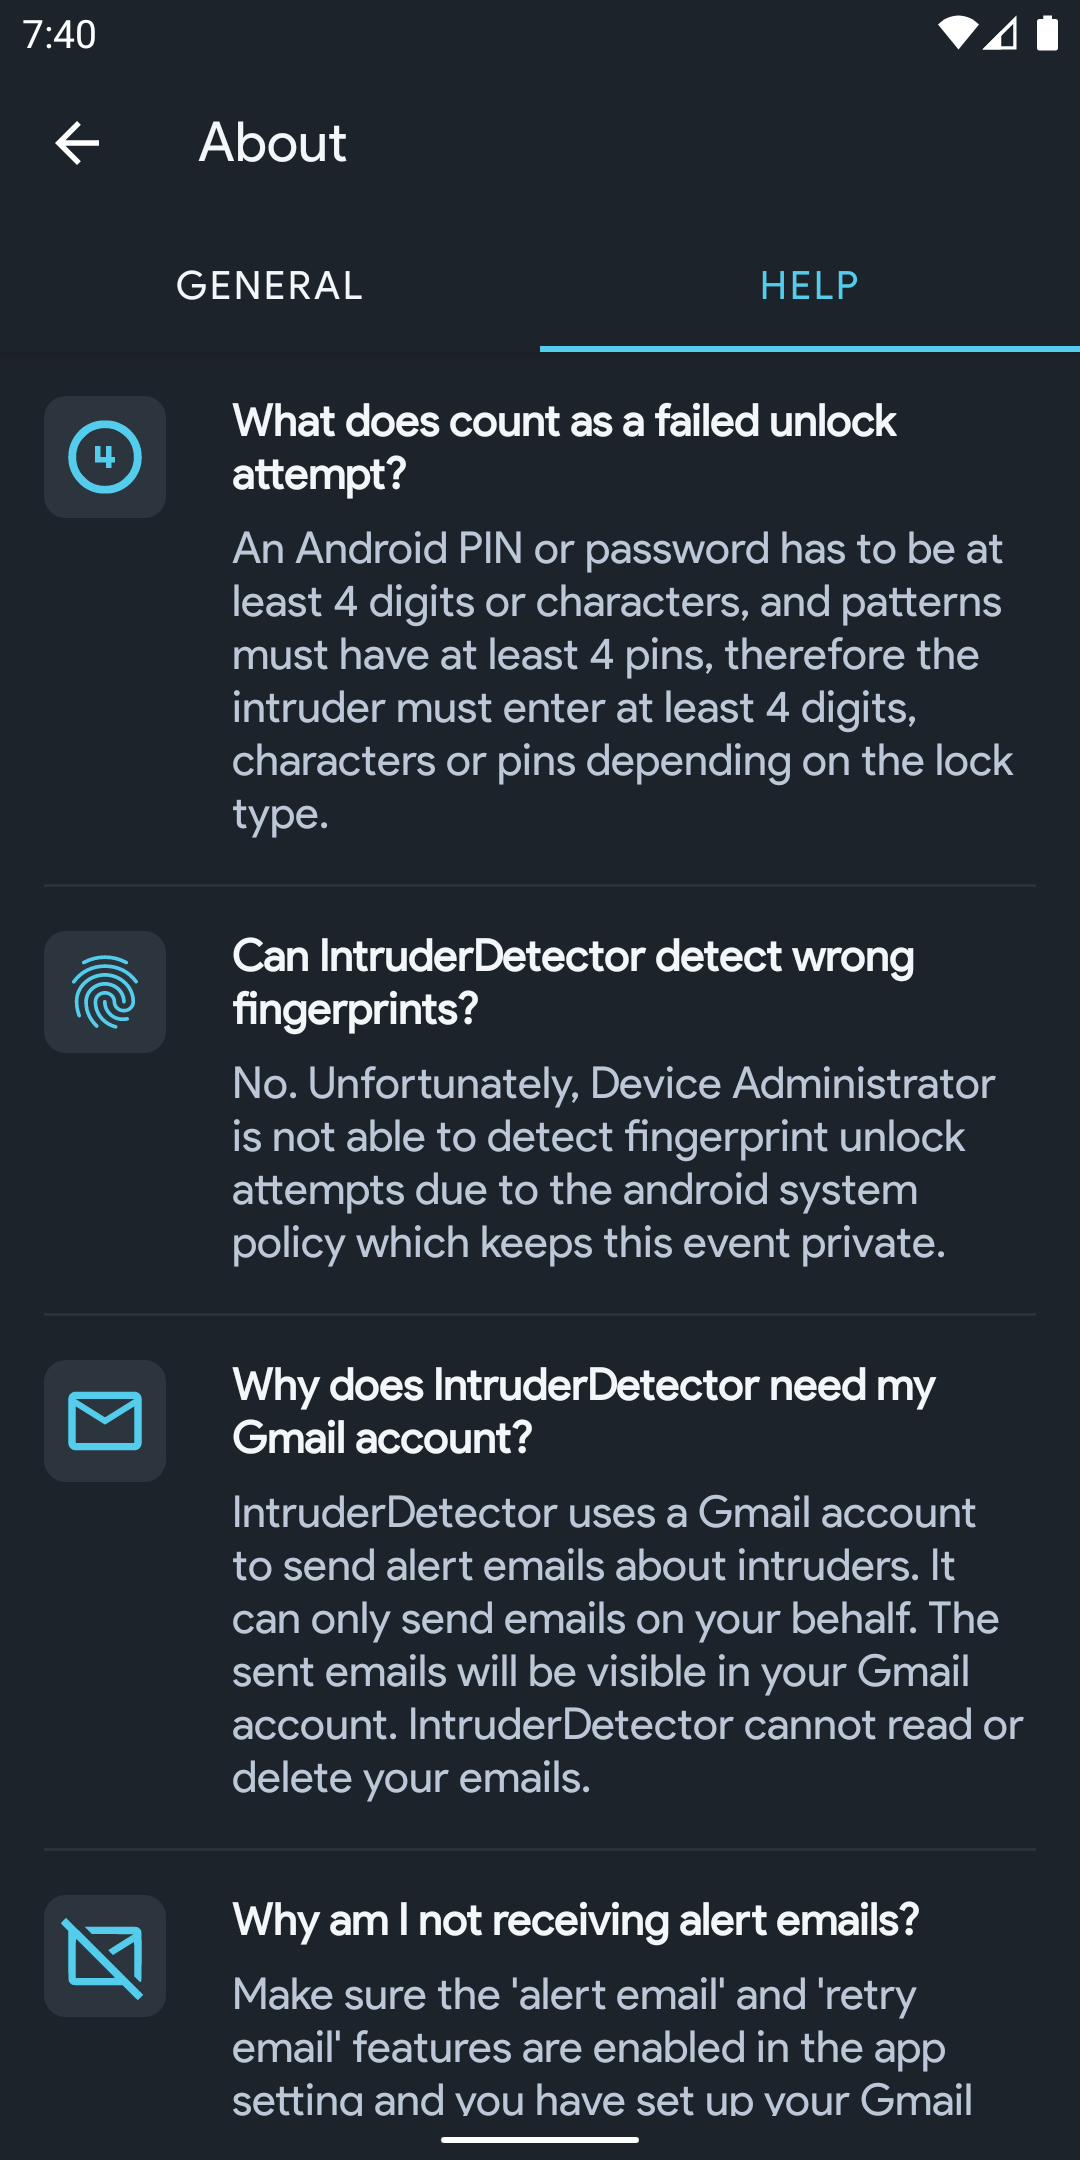 7:40
About
GENERAL
HELP
4
What does count as a failed unlock
attempt?
An Android PIN or password has to be at
least 4 digits or characters, and patterns
must have at least 4 pins, therefore the
intruder must enter at least 4 digits,
characters or pins depending on the lock
type.
Can IntruderDetector detect wrong
fingerprints?
No. Unfortunately, Device Administrator
is not able to detect fingerprint unlock
attempts due to the android system
policy which keeps this event private.
Why does IntruderDetector need my
Gmail account?
IntruderDetector uses a Gmail account
to send alert emails about intruders. It
can only send emails on your behalf. The
sent emails will be visible in your Gmail
account. IntruderDetector cannot read or
delete your emails.
Why am I not receiving alert emails?
Make sure the 'alert email' and 'retry
email' features are enabled in the app
setting and you have set up your Gmail